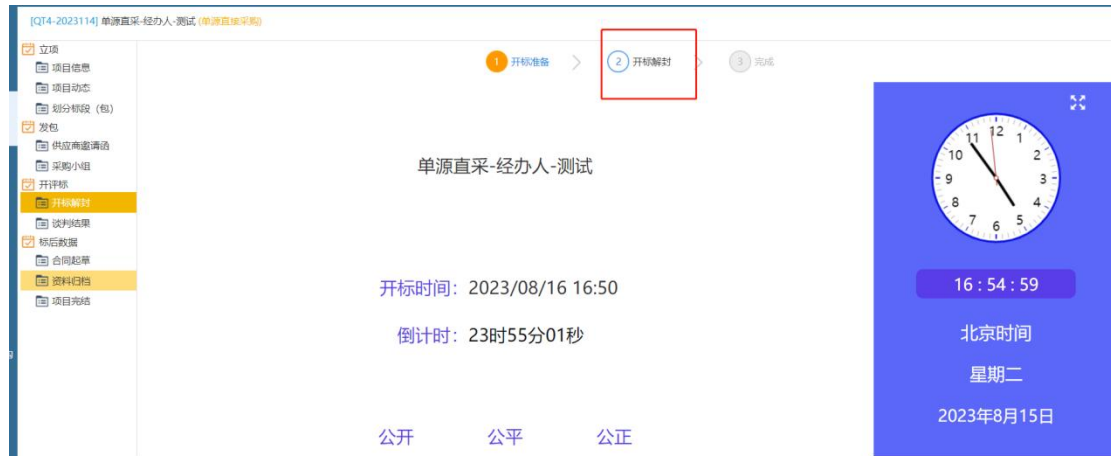 [QT4-2023114] 单源直采-经办人-测试 (单源直接采购)
立项
项目信息
项目动态
划分标段（包）
发包
供应商邀请函
采购小组
开评标
开标解封
谈判结果
标后数据
合同起草
资料归档
项目完结
1 开标准备
2 开标解封
3 完成
单源直采-经办人-测试
开标时间：2023/08/16 16:50
倒计时：23时55分01秒
公开 公平 公正
12
1
2
3
4
5
6
7
8
9
10
11
16 : 54 : 59
北京时间
星期二
2023年8月15日